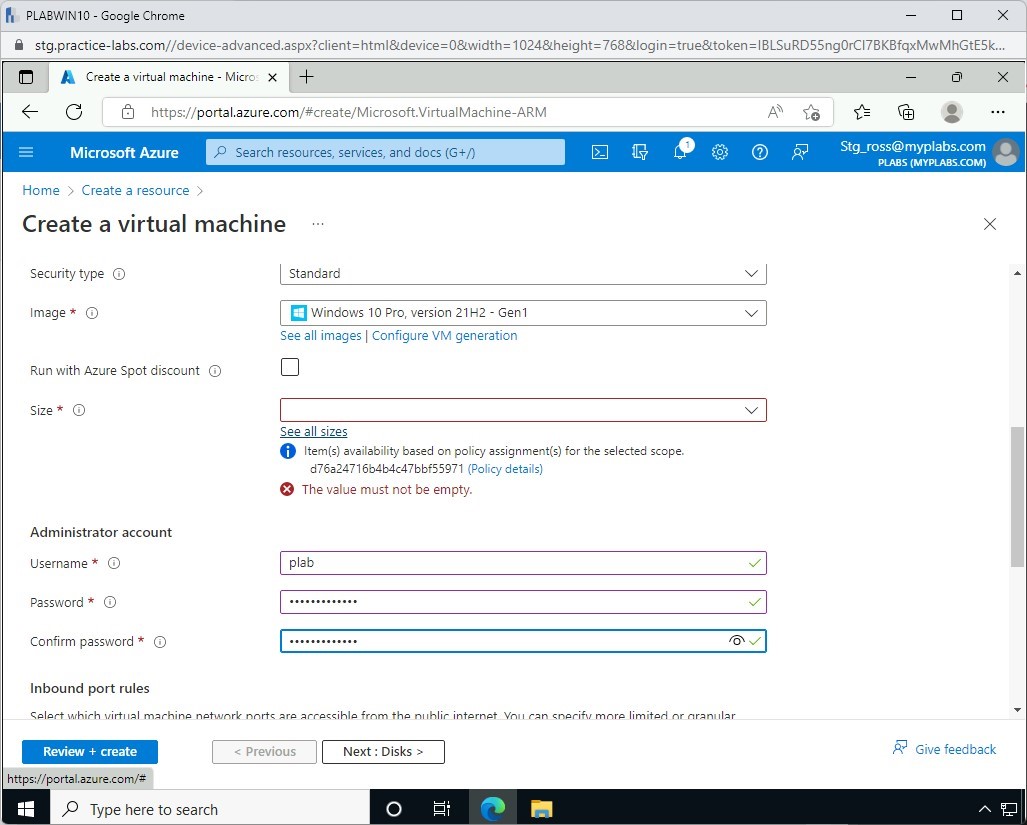 PLABWIN10 - Google Chrome
stg.practice-labs.com//device-advanced.aspx?client=html&device=0&width=1024&height=768&login=true&token=
Create a virtual machine - Micro
https://portal.azure.com/#create/Microsoft.VirtualMachine-ARM
Microsoft Azure
Search resources, services, and docs (G+/)
1
Stg_ross@myplabs.com
PLABS (MYPLABS.COM)
Home > Create a resource >
Create a virtual machine ...
Security type
Standard
Image *
Windows 10 Pro, version 21H2 - Gen1
See all images | Configure VM generation
Run with Azure Spot discount
Size *
See all sizes
Item(s) availability based on policy assignment(s) for the selected scope.
d76a24716b4b4c47bbf55971 (Policy details)
The value must not be empty.
Administrator account
Username *
plab
Password *
•••••••••••••
Confirm password *
•••••••••••••
Inbound port rules
Select which virtual machine network ports are accessible from the public internet. You can specify more limited or granular
Review + create
< Previous
Next : Disks >
Give feedback
https://portal.azure.com/#
Type here to search